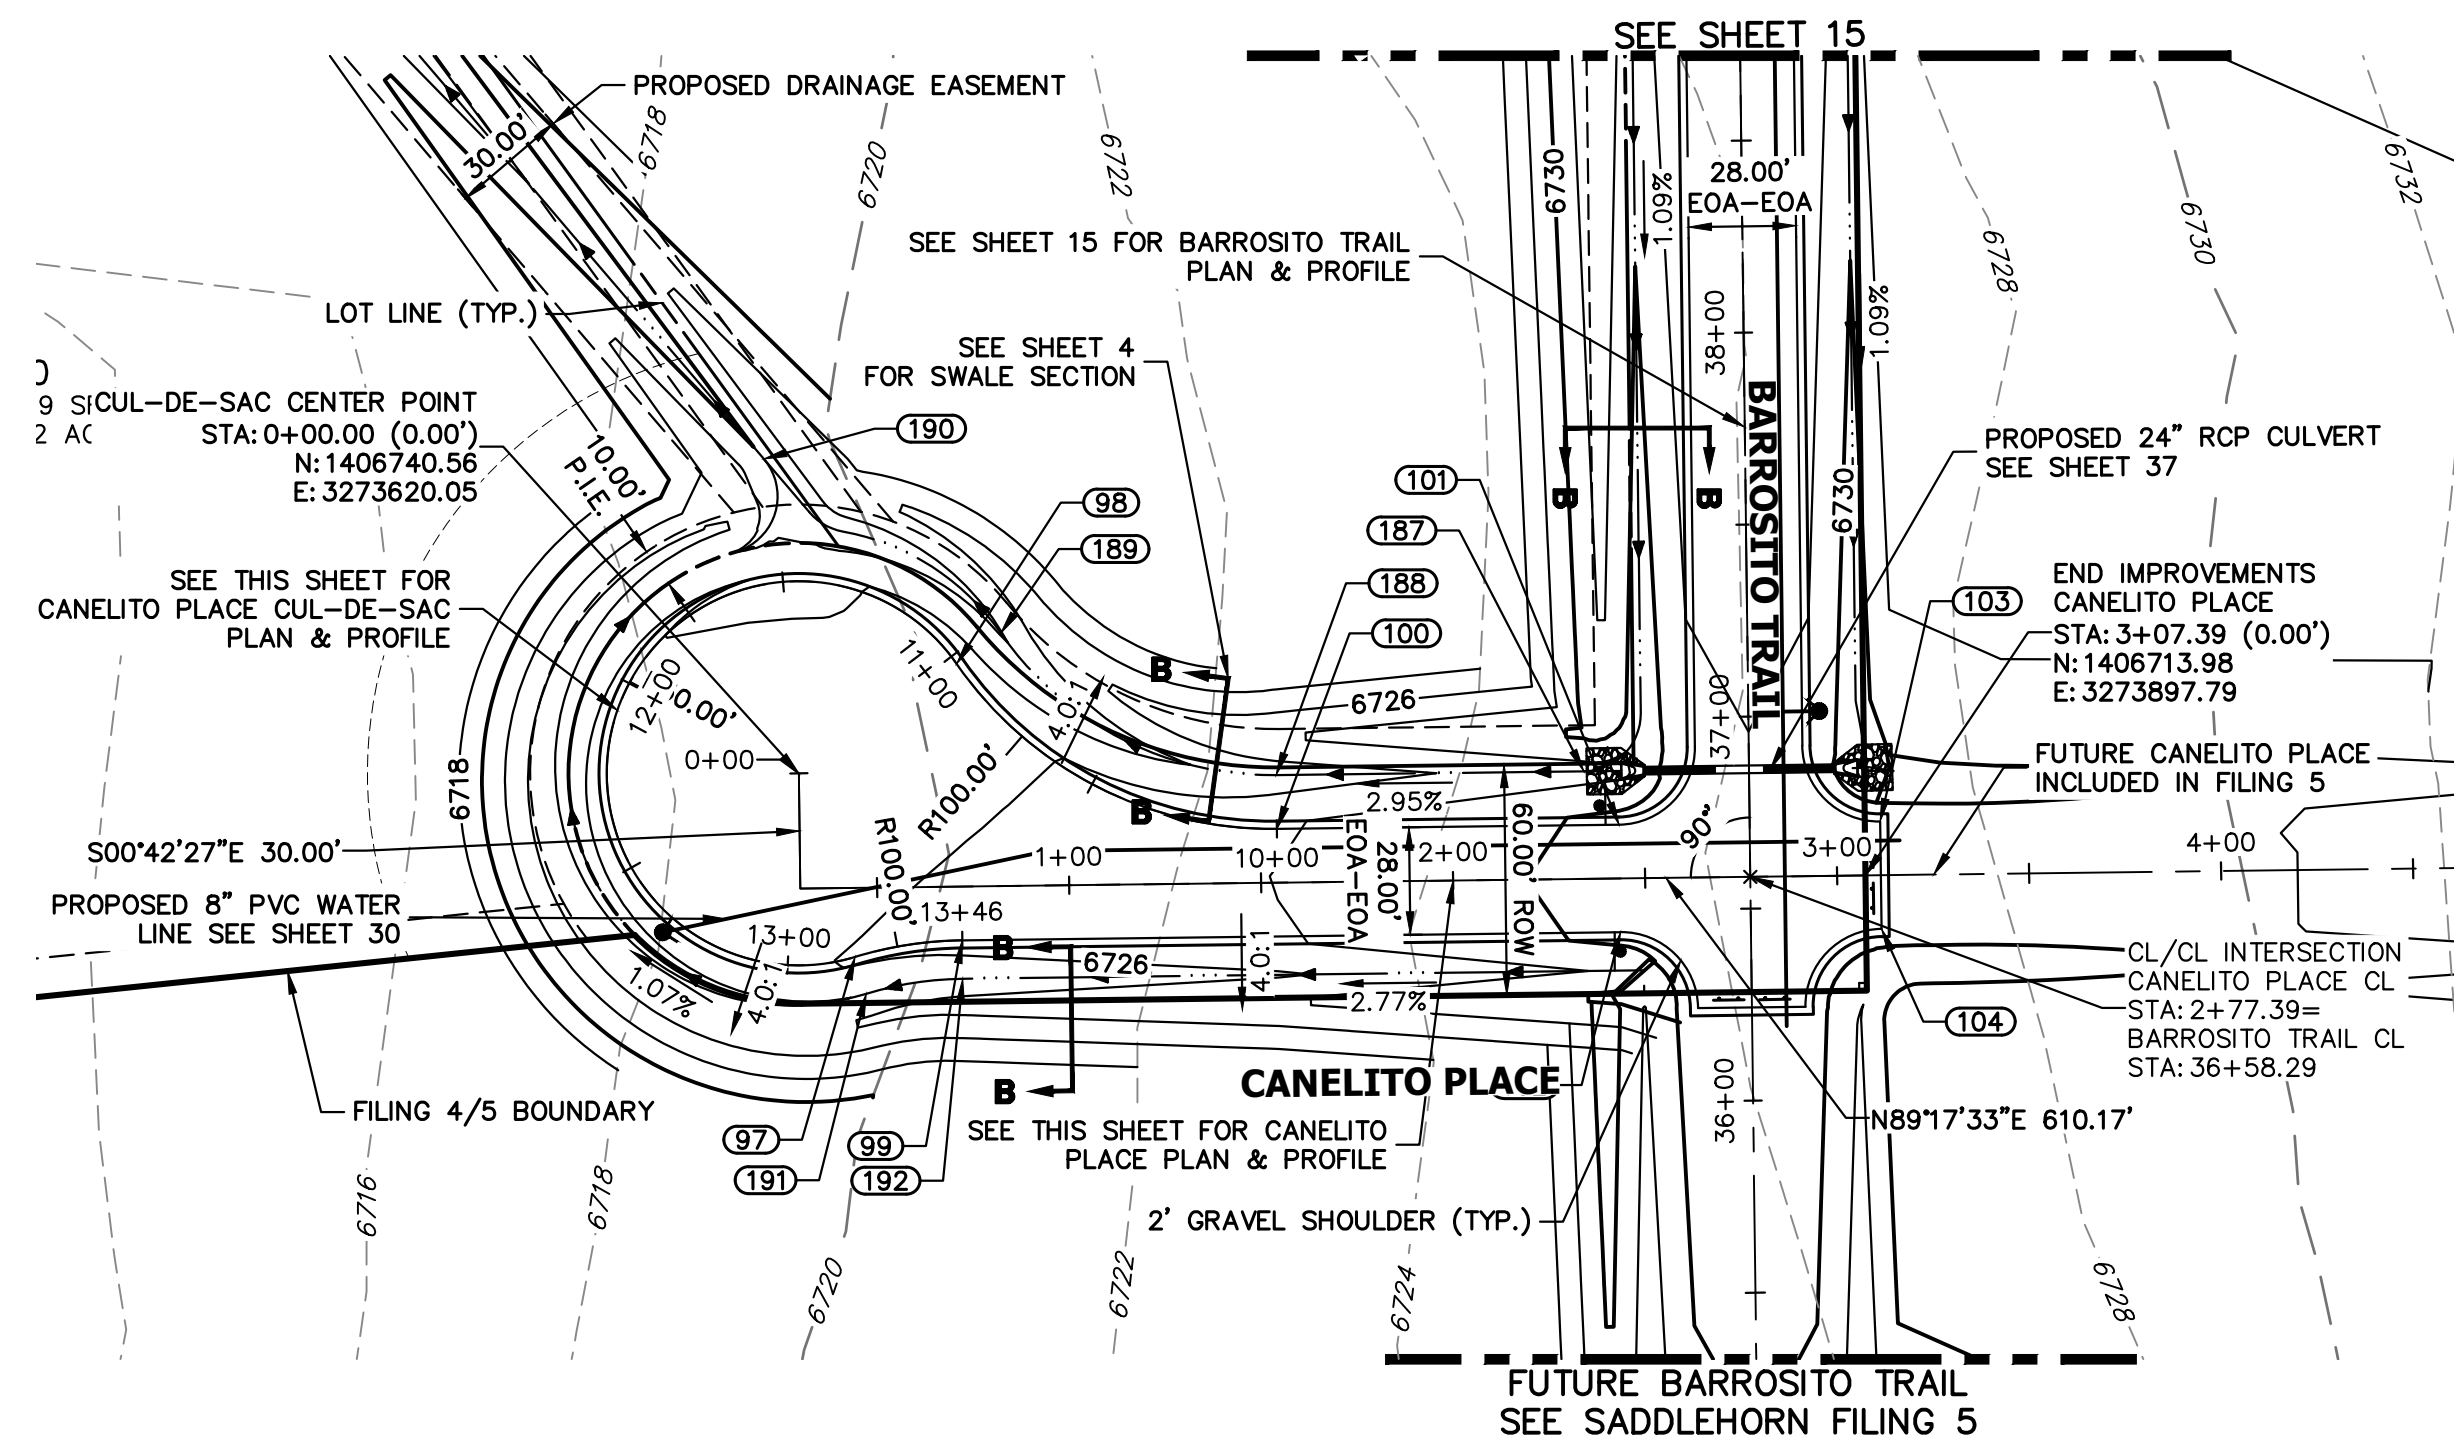 SEE SHEET 15
PROPOSED DRAINAGE EASEMENT
30.00'
6718
6720
6722
6730
1.09%
28.00'
EOA-EOA
6732
6730
6728
SEE SHEET 15 FOR BARROSITO TRAIL
PLAN & PROFILE
LOT LINE (TYP.)
38+00
1.09%
SEE SHEET 4
FOR SWALE SECTION
9 S
2 AC
CUL-DE-SAC CENTER POINT
STA: 0+00.00 (0.00')
N: 1406740.56
E: 3273620.05
190
10.00'
P.I.E.
BARROSITO TRAIL
PROPOSED 24" RCP CULVERT
SEE SHEET 37
101
98
187
189
B
B
6730
188
100
SEE THIS SHEET FOR
CANELITO PLACE CUL-DE-SAC
PLAN & PROFILE
103
END IMPROVEMENTS
CANELITO PLACE
STA: 3+07.39 (0.00')
N: 1406713.98
E: 3273897.79
11+00
12+00
0.00'
4.0:1
B
6726
37+00
0+00
R100.00'
6718
B
2.95%
FUTURE CANELITO PLACE
INCLUDED IN FILING 5
S00°42'27"E 30.00'
R100.00'
1+00
10+00
EOA-EOA
28.00'
2+00
60.00' ROW
90°
3+00
4+00
PROPOSED 8" PVC WATER
LINE SEE SHEET 30
13+46
13+00
B
6726
4.0:1
1.07%
4.0:1
2.77%
CL/CL INTERSECTION
CANELITO PLACE CL
STA: 2+77.39=
BARROSITO TRAIL CL
STA: 36+58.29
104
B
CANELITO PLACE
36+00
FILING 4/5 BOUNDARY
97
99
191
192
SEE THIS SHEET FOR CANELITO
PLACE PLAN & PROFILE
N89°17'33"E 610.17'
2' GRAVEL SHOULDER (TYP.)
6716
6718
6720
6722
6724
6728
FUTURE BARROSITO TRAIL
SEE SADDLEHORN FILING 5